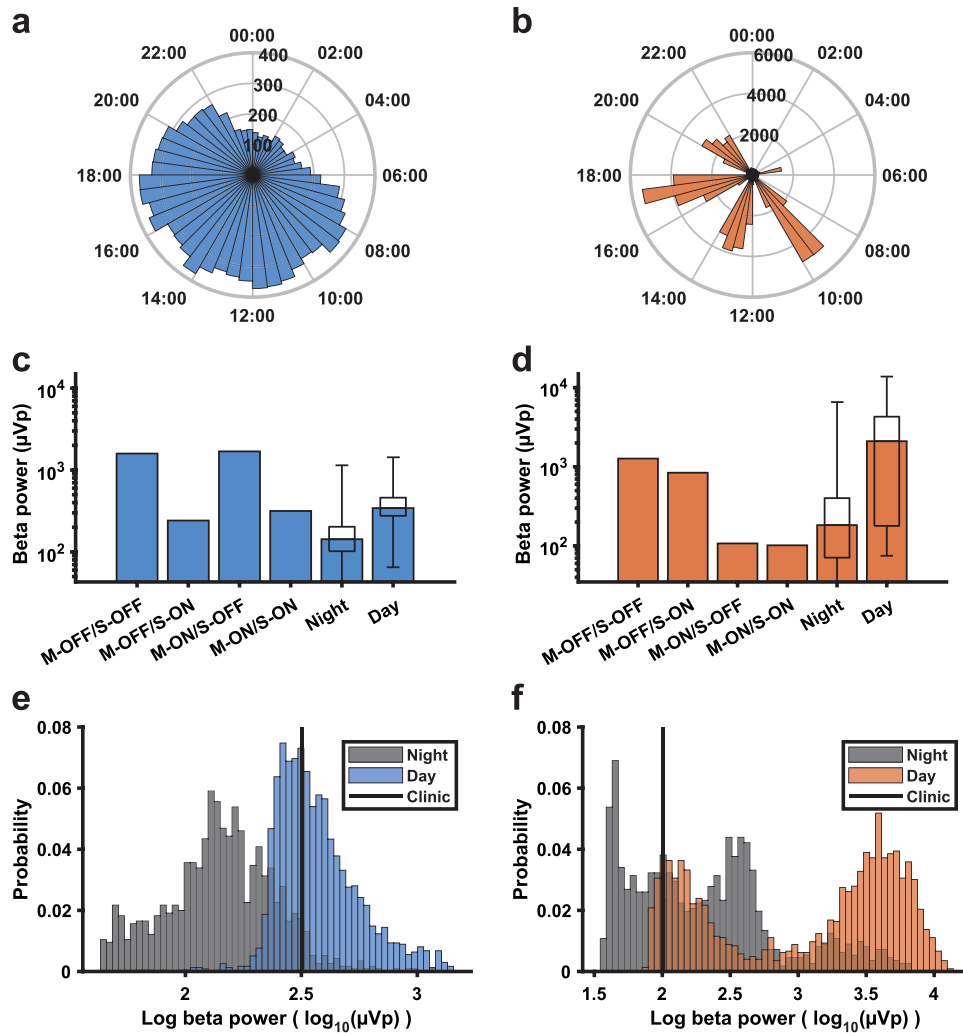 a
00:00
02:00
04:00
06:00
08:00
10:00
12:00
14:00
16:00
18:00
20:00
22:00
400
300
200
100
b
00:00
02:00
04:00
06:00
08:00
10:00
12:00
14:00
16:00
18:00
20:00
22:00
6000
4000
2000
c
Beta power (µVp)
10^4
10^3
10^2
M-OFF/S-OFF
M-OFF/S-ON
M-ON/S-OFF
M-ON/S-ON
Night
Day
d
Beta power (µVp)
10^4
10^3
10^2
M-OFF/S-OFF
M-OFF/S-ON
M-ON/S-OFF
M-ON/S-ON
Night
Day
e
Probability
0.08
0.06
0.04
0.02
0
Night
Day
Clinic
2
2.5
3
Log beta power ( log10(µVp) )
f
Probability
0.08
0.06
0.04
0.02
0
Night
Day
Clinic
1.5
2
2.5
3
3.5
4
Log beta power ( log10(µVp) )